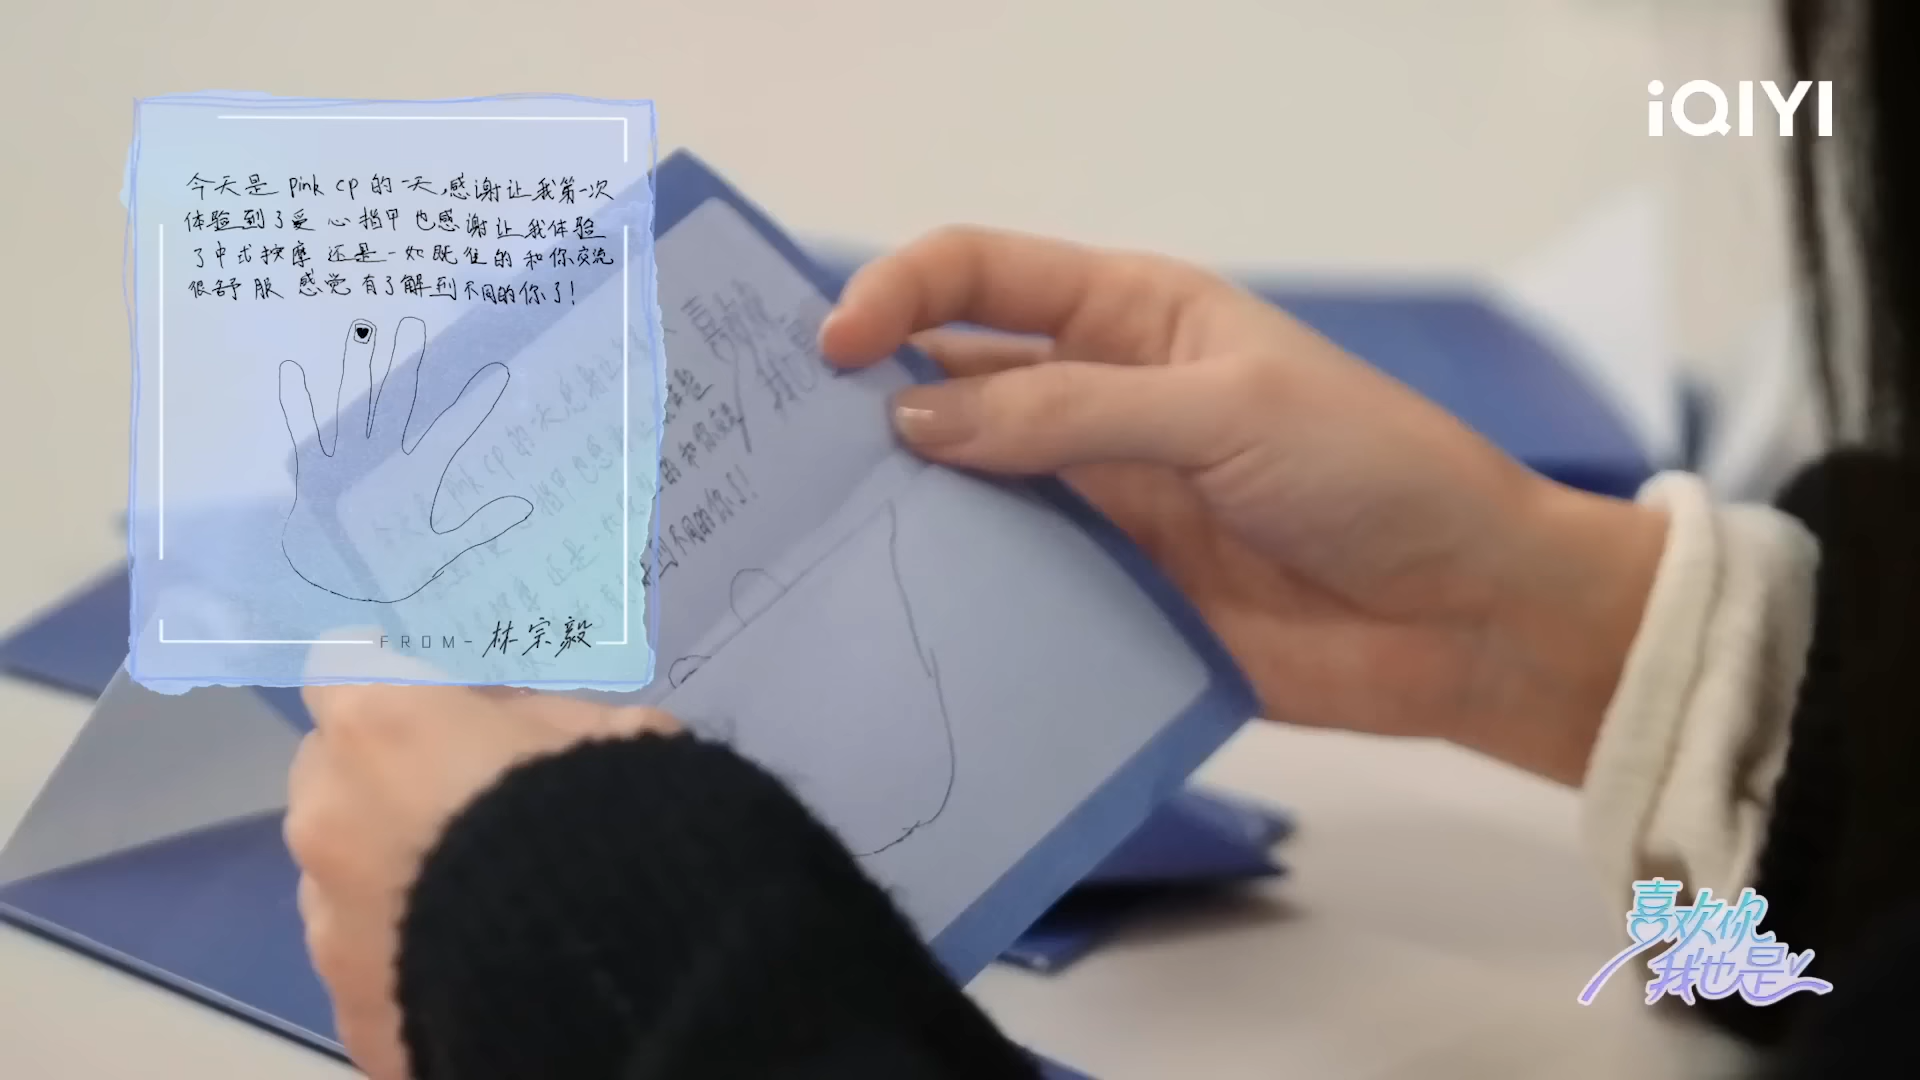 iQIYI
今天是 pink cp 的一天,感谢让我第一次
体验到了爱心指甲也感谢让我体验
了中式按摩 还是一如既往的和你交流
很舒服 感觉有了解到不同的你了!
FROM-林宗毅
喜欢你
我也是